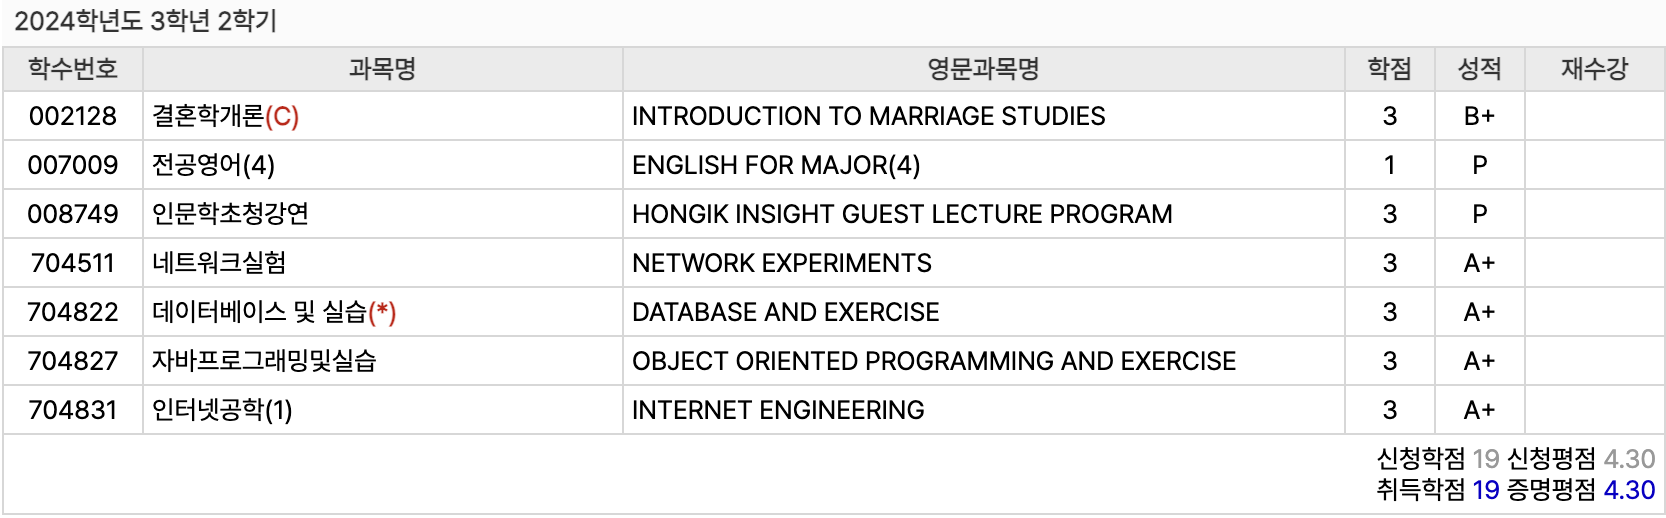 2024학년도 3학년 2학기
학수번호 과목명 영문과목명 학점 성적 재수강
002128 결혼학개론(C) INTRODUCTION TO MARRIAGE STUDIES 3 B+
007009 전공영어(4) ENGLISH FOR MAJOR(4) 1 P
008749 인문학초청강연 HONGIK INSIGHT GUEST LECTURE PROGRAM 3 P
704511 네트워크실험 NETWORK EXPERIMENTS 3 A+
704822 데이터베이스 및 실습(*) DATABASE AND EXERCISE 3 A+
704827 자바프로그래밍및실습 OBJECT ORIENTED PROGRAMMING AND EXERCISE 3 A+
704831 인터넷공학(1) INTERNET ENGINEERING 3 A+
신청학점 19 신청평점 4.30
취득학점 19 증명평점 4.30